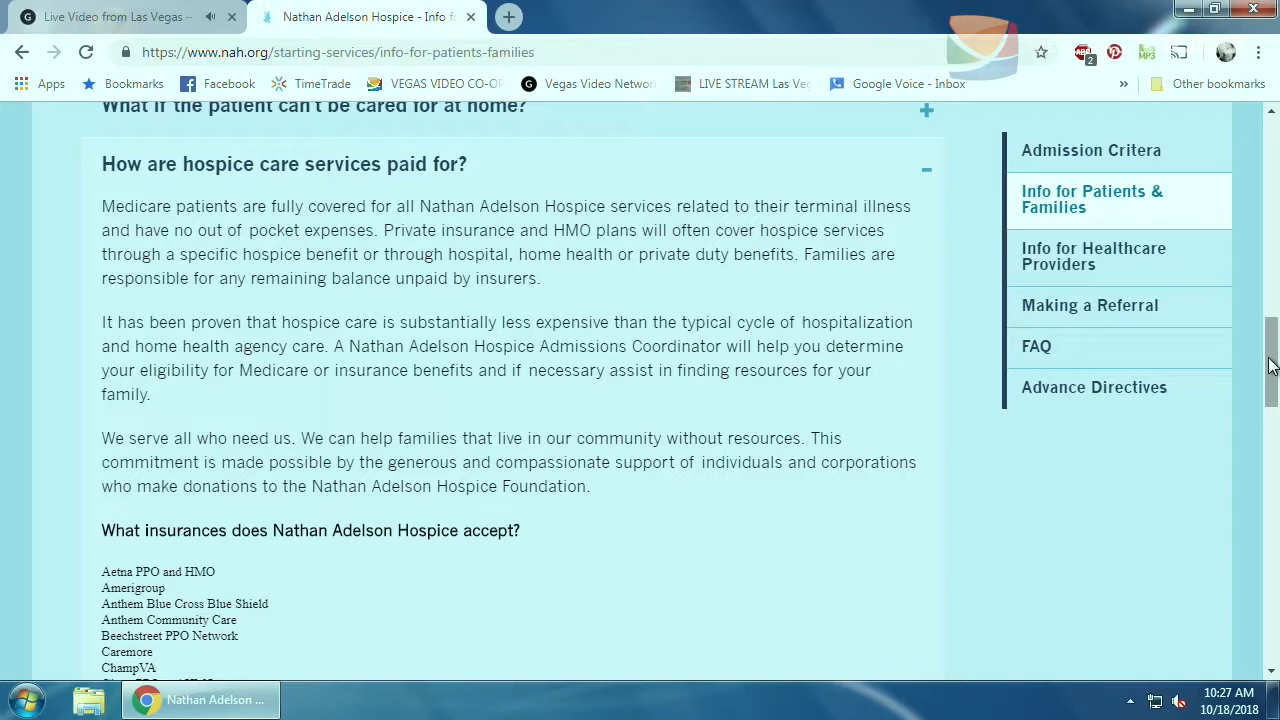 Live Video from Las Vegas –
Nathan Adelson Hospice - Info f
https://www.nah.org/starting-services/info-for-patients-families
ABP
2
MP3
Apps
Bookmarks
Facebook
TimeTrade
VEGAS VIDEO CO-OP
Vegas Video Network
LIVE STREAM Las Veg
Google Voice - Inbox
»
Other bookmarks
What if the patient can't be cared for at home?
+
How are hospice care services paid for?
-
Medicare patients are fully covered for all Nathan Adelson Hospice services related to their terminal illness
and have no out of pocket expenses. Private insurance and HMO plans will often cover hospice services
through a specific hospice benefit or through hospital, home health or private duty benefits. Families are
responsible for any remaining balance unpaid by insurers.
It has been proven that hospice care is substantially less expensive than the typical cycle of hospitalization
and home health agency care. A Nathan Adelson Hospice Admissions Coordinator will help you determine
your eligibility for Medicare or insurance benefits and if necessary assist in finding resources for your
family.
We serve all who need us. We can help families that live in our community without resources. This
commitment is made possible by the generous and compassionate support of individuals and corporations
who make donations to the Nathan Adelson Hospice Foundation.
What insurances does Nathan Adelson Hospice accept?
Aetna PPO and HMO
Amerigroup
Anthem Blue Cross Blue Shield
Anthem Community Care
Beechstreet PPO Network
Caremore
ChampVA
Admission Critera
Info for Patients &
Families
Info for Healthcare
Providers
Making a Referral
FAQ
Advance Directives
Nathan Adelson ...
10:27 AM
10/18/2018